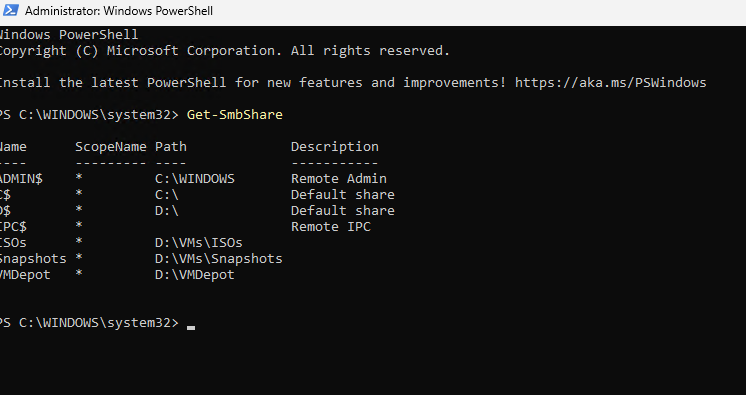 Administrator: Windows PowerShell
Windows PowerShell
Copyright (C) Microsoft Corporation. All rights reserved.
Install the latest PowerShell for new features and improvements! https://aka.ms/PSWindows
PS C:\WINDOWS\system32> Get-SmbShare
Name ScopeName Path Description
---- --------- ---- -----------
ADMIN$ * C:\WINDOWS Remote Admin
C$ * C:\ Default share
D$ * D:\ Default share
IPC$ * Remote IPC
ISOs * D:\VMs\ISOs
Snapshots * D:\VMs\Snapshots
VMDepot * D:\VMDepot
PS C:\WINDOWS\system32>